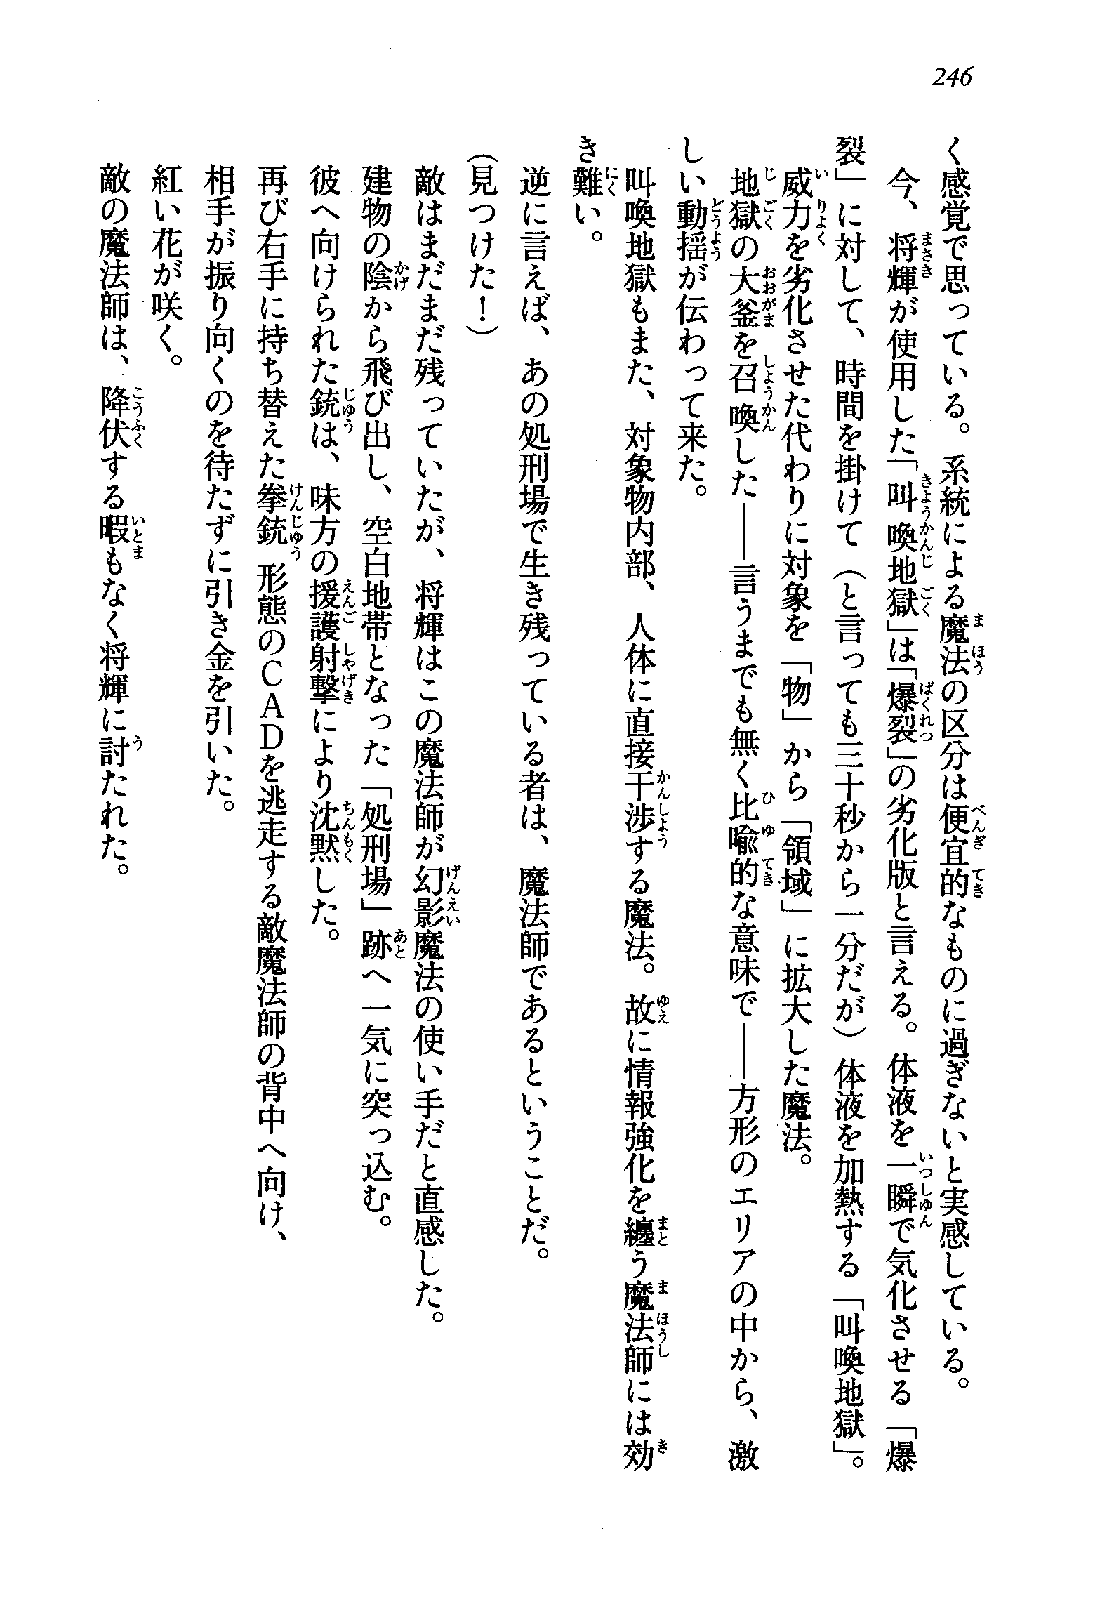 246
く感覚で思っている。系統による魔法の区分は便宜的なものに過ぎないと実感している。
今、将輝が使用した「叫喚地獄」は「爆裂」の劣化版と言える。体液を一瞬で気化させる「爆
裂」に対して、時間を掛けて（と言っても三十秒から一分だが）体液を加熱する「叫喚地獄」。
威力を劣化させた代わりに対象を「物」から「領域」に拡大した魔法。
地獄の大釜を召喚した――言うまでも無く比喩的な意味で――方形のエリアの中から、激
しい動揺が伝わって来た。
叫喚地獄もまた、対象物内部、人体に直接干渉する魔法。故に情報強化を纏う魔法師には効
き難い。
逆に言えば、あの処刑場で生き残っている者は、魔法師であるということだ。
（見つけた！）
敵はまだまだ残っていたが、将輝はこの魔法師が幻影魔法の使い手だと直感した。
建物の陰から飛び出し、空白地帯となった「処刑場」跡へ一気に突っ込む。
彼へ向けられた銃は、味方の援護射撃により沈黙した。
再び右手に持ち替えた拳銃形態のＣＡＤを逃走する敵魔法師の背中へ向け、
相手が振り向くのを待たずに引き金を引いた。
紅い花が咲く。
敵の魔法師は、降伏する暇もなく将輝に討たれた。